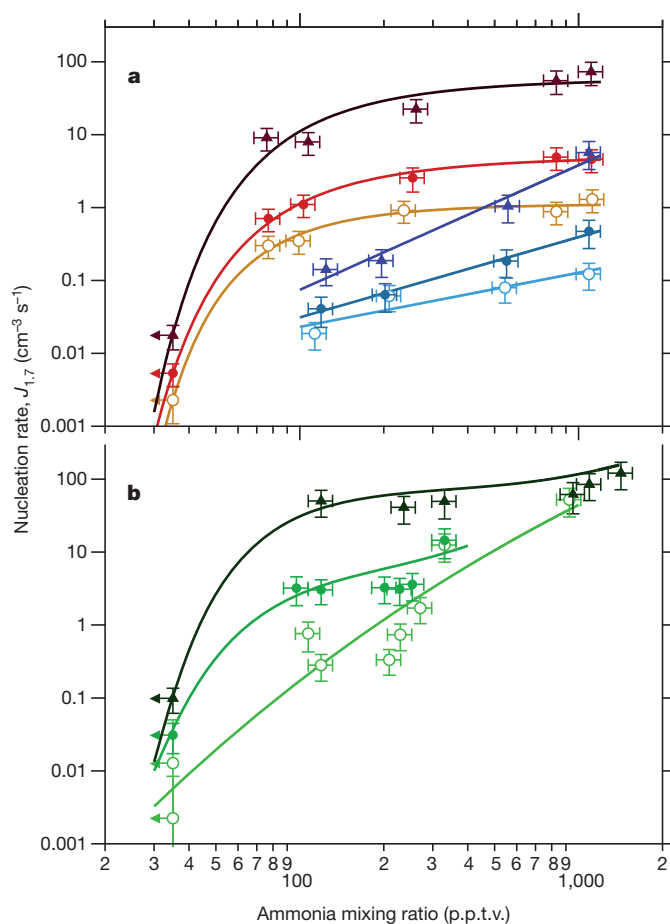 a
100
10
1
0.1
0.01
0.001
Nucleation rate, J1.7 (cm–3 s–1)
b
100
10
1
0.1
0.01
0.001
2 3 4 5 6 7 8 9 2 3 4 5 6 7 8 9 2
100 1,000
Ammonia mixing ratio (p.p.t.v.)